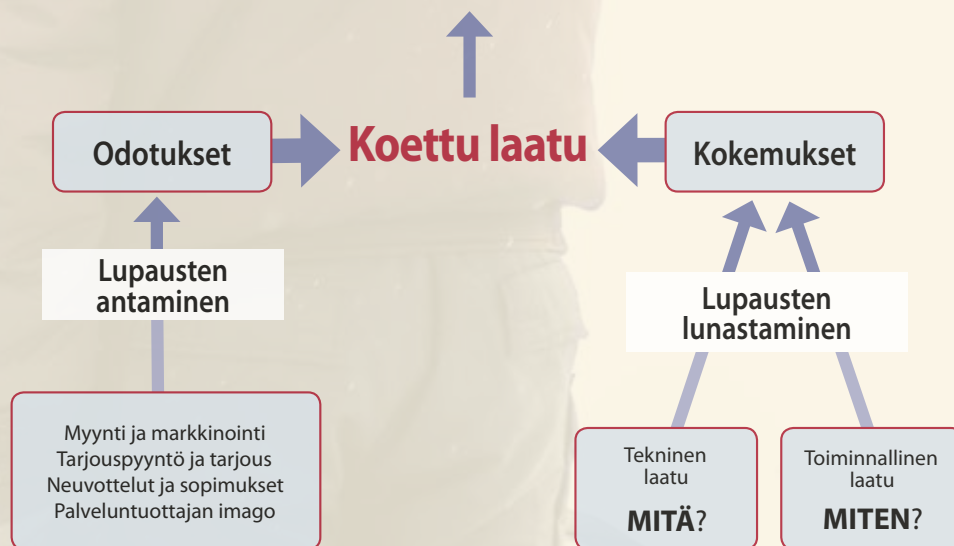 Odotukset
Koettu laatu
Kokemukset
Lupausten
antaminen
Lupausten
lunastaminen
Myynti ja markkinointi
Tarjouspyyntö ja tarjous
Neuvottelut ja sopimukset
Palveluntuottajan imago
Tekninen
laatu
MITÄ?
Toiminnallinen
laatu
MITEN?